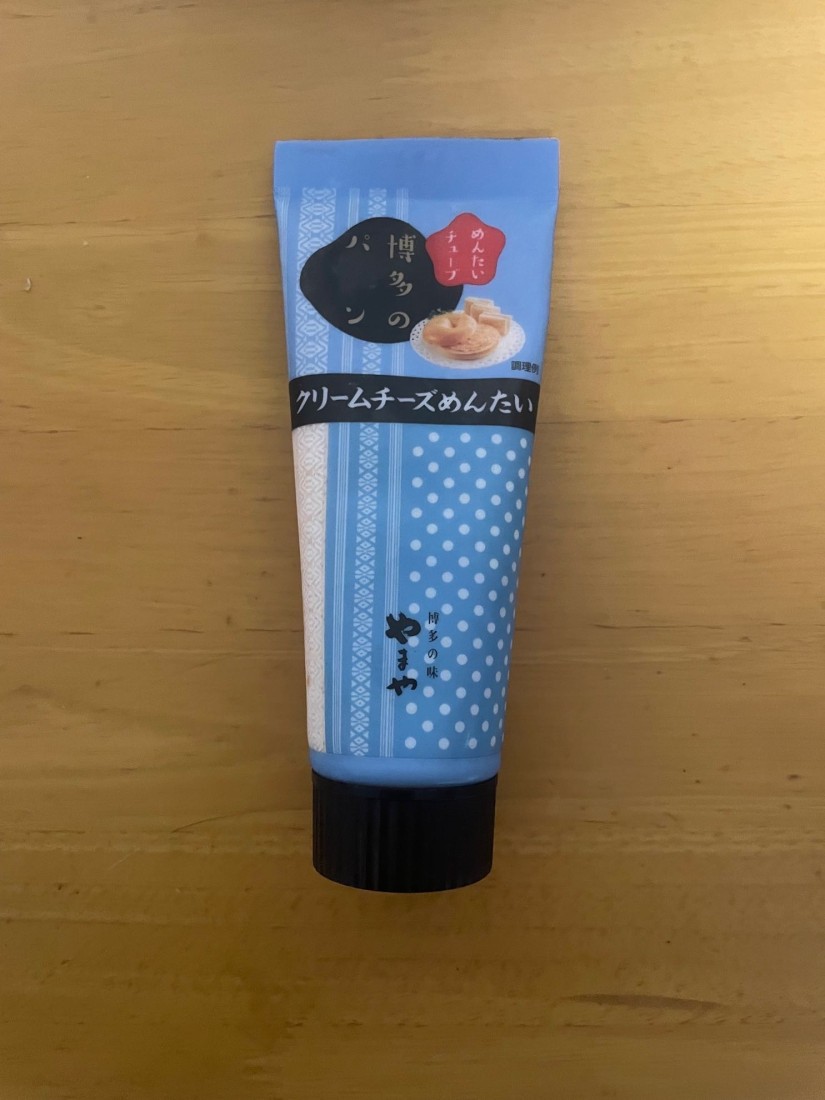 博多の
パン
めんたい
チューブ
調理例
クリームチーズめんたい
博多の味
やまや